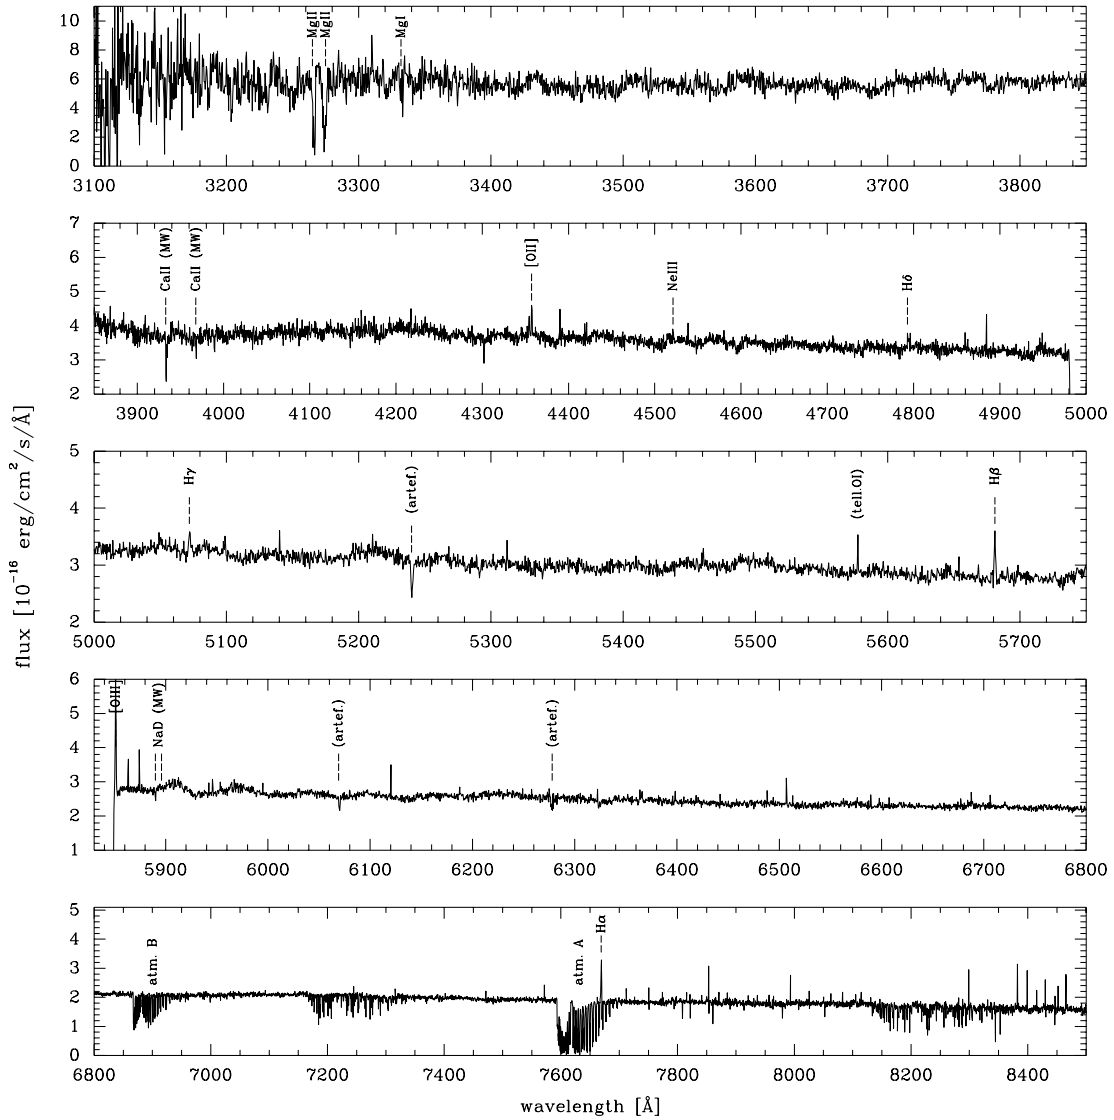 10
8
6
4
2
0
MgII
MgII
MgI
3100 3200 3300 3400 3500 3600 3700 3800
7
6
5
4
3
2
CaII (MW)
CaII (MW)
[OII]
NeIII
Hδ
3900 4000 4100 4200 4300 4400 4500 4600 4700 4800 4900 5000
flux [10⁻¹⁶ erg/cm²/s/Å]
5
4
3
2
Hγ
(artef.)
(tell.OI)
Hβ
5000 5100 5200 5300 5400 5500 5600 5700
6
5
4
3
2
1
[OIII]
NaD (MW)
(artef.)
(artef.)
5900 6000 6100 6200 6300 6400 6500 6600 6700 6800
5
4
3
2
1
0
atm. B
atm. A
Hα
6800 7000 7200 7400 7600 7800 8000 8200 8400
wavelength [Å]